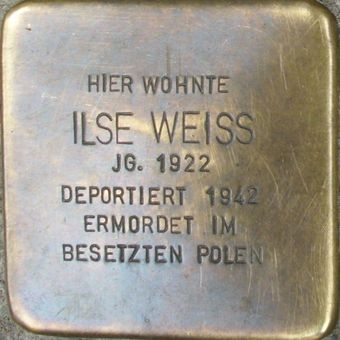 HIER WOHNTE
ILSE WEISS
JG. 1922
DEPORTIERT 1942
ERMORDET IM
BESETZTEN POLEN